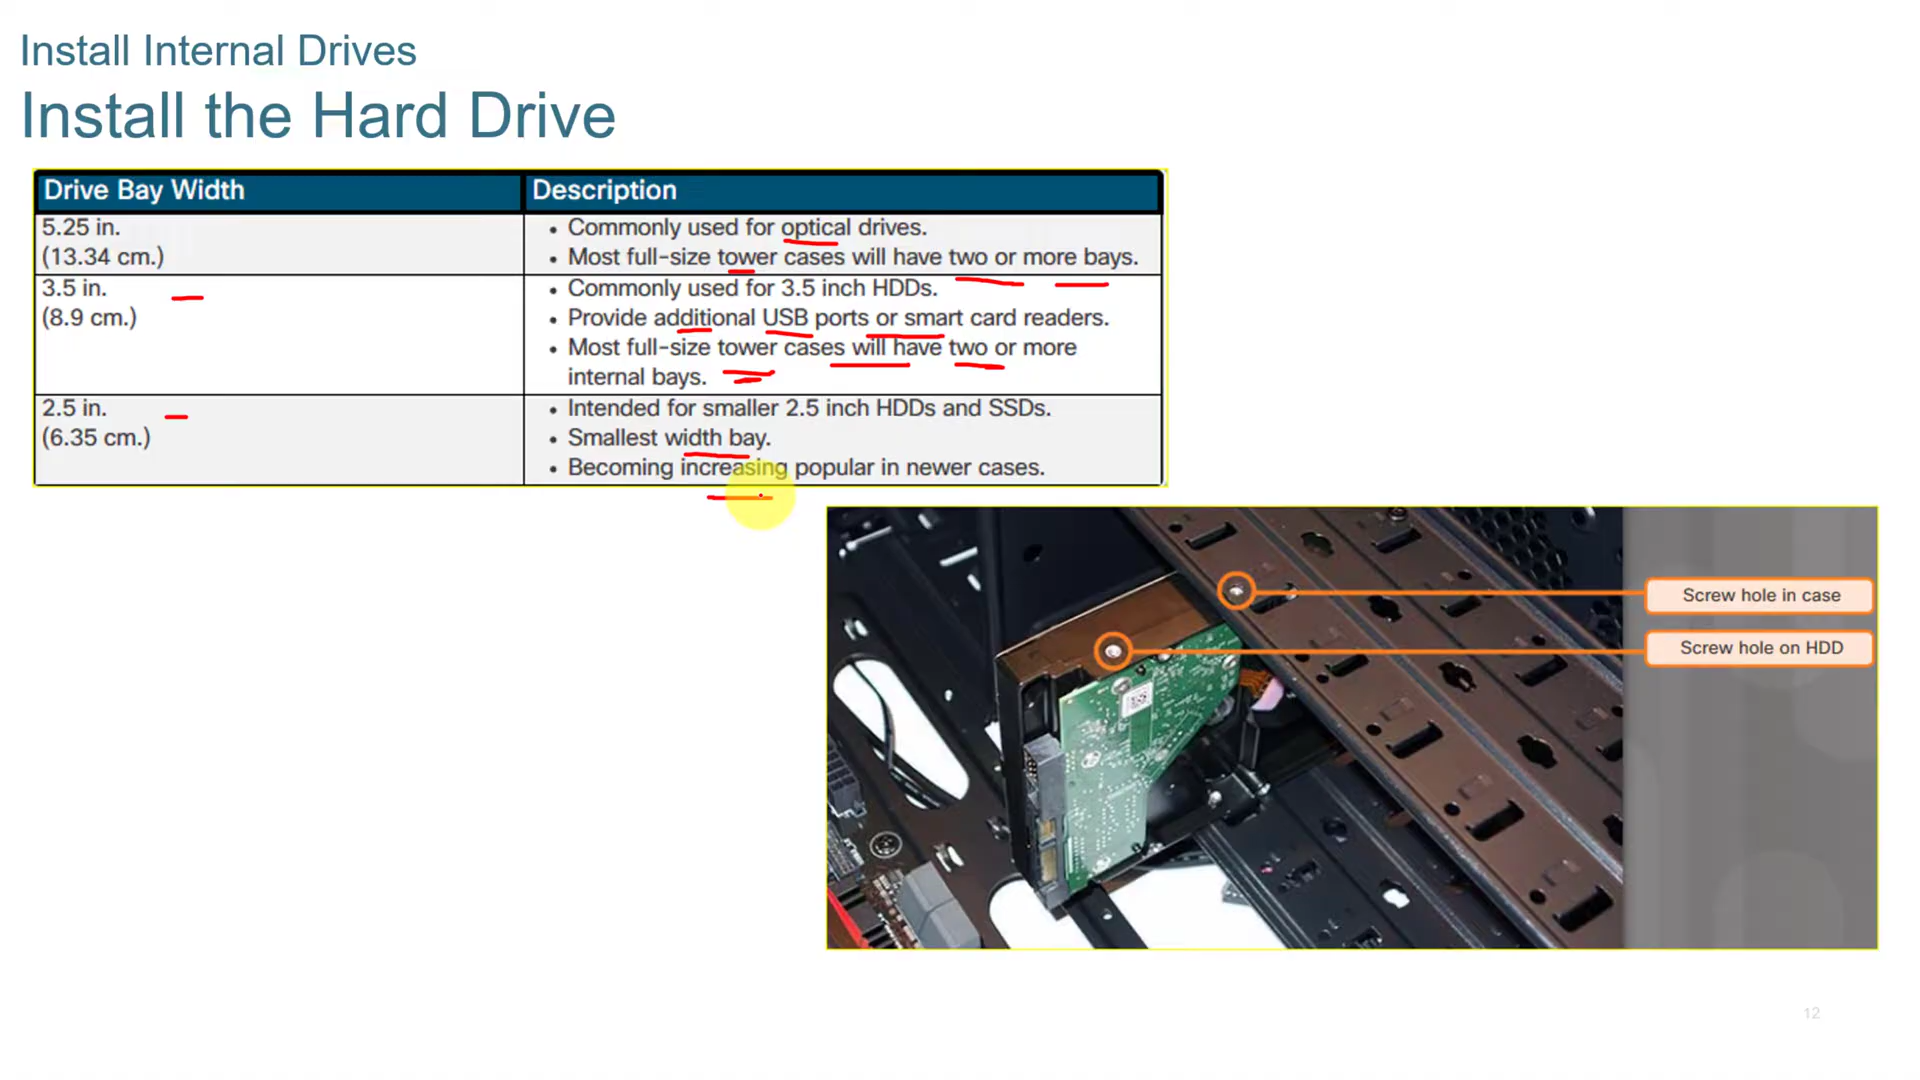 Install Internal Drives
Install the Hard Drive
Drive Bay Width
Description
5.25 in.
(13.34 cm.)
• Commonly used for optical drives.
• Most full-size tower cases will have two or more bays.
3.5 in.
(8.9 cm.)
• Commonly used for 3.5 inch HDDs.
• Provide additional USB ports or smart card readers.
• Most full-size tower cases will have two or more
internal bays.
2.5 in.
(6.35 cm.)
• Intended for smaller 2.5 inch HDDs and SSDs.
• Smallest width bay.
• Becoming increasing popular in newer cases.
Screw hole in case
Screw hole on HDD
12